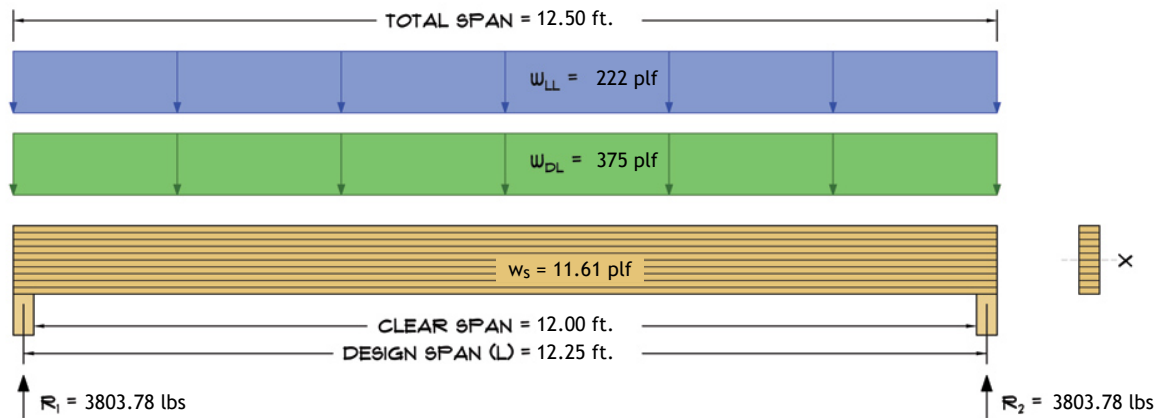 TOTAL SPAN = 12.50 ft.
WLL = 222 plf
WDL = 375 plf
ws = 11.61 plf
X
CLEAR SPAN = 12.00 ft.
DESIGN SPAN (L) = 12.25 ft.
R1 = 3803.78 lbs
R2 = 3803.78 lbs